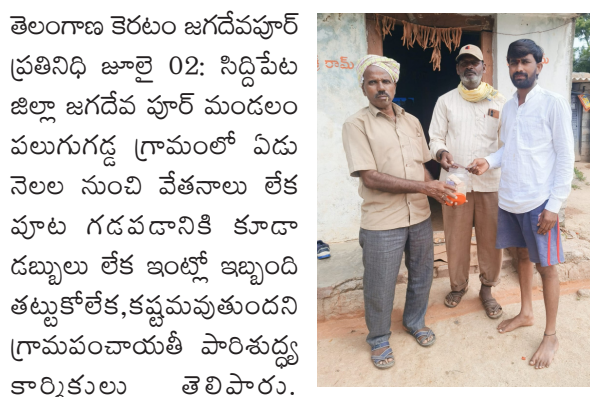 తెలంగాణ కెరటం జగదేవపూర్
ప్రతినిధి జూలై 02: సిద్దిపేట
జిల్లా జగదేవ పూర్ మండలం
పలుగుగడ్డ గ్రామంలో ఏడు
నెలల నుంచి వేతనాలు లేక
పూట గడవడానికి కూడా
డబ్బులు లేక ఇంట్లో ఇబ్బంది
తట్టుకోలేక,కష్టమవుతుందని
గ్రామపంచాయతీ పారిశుద్ధ్య
కార్మికులు తెలిపారు.
రామ్